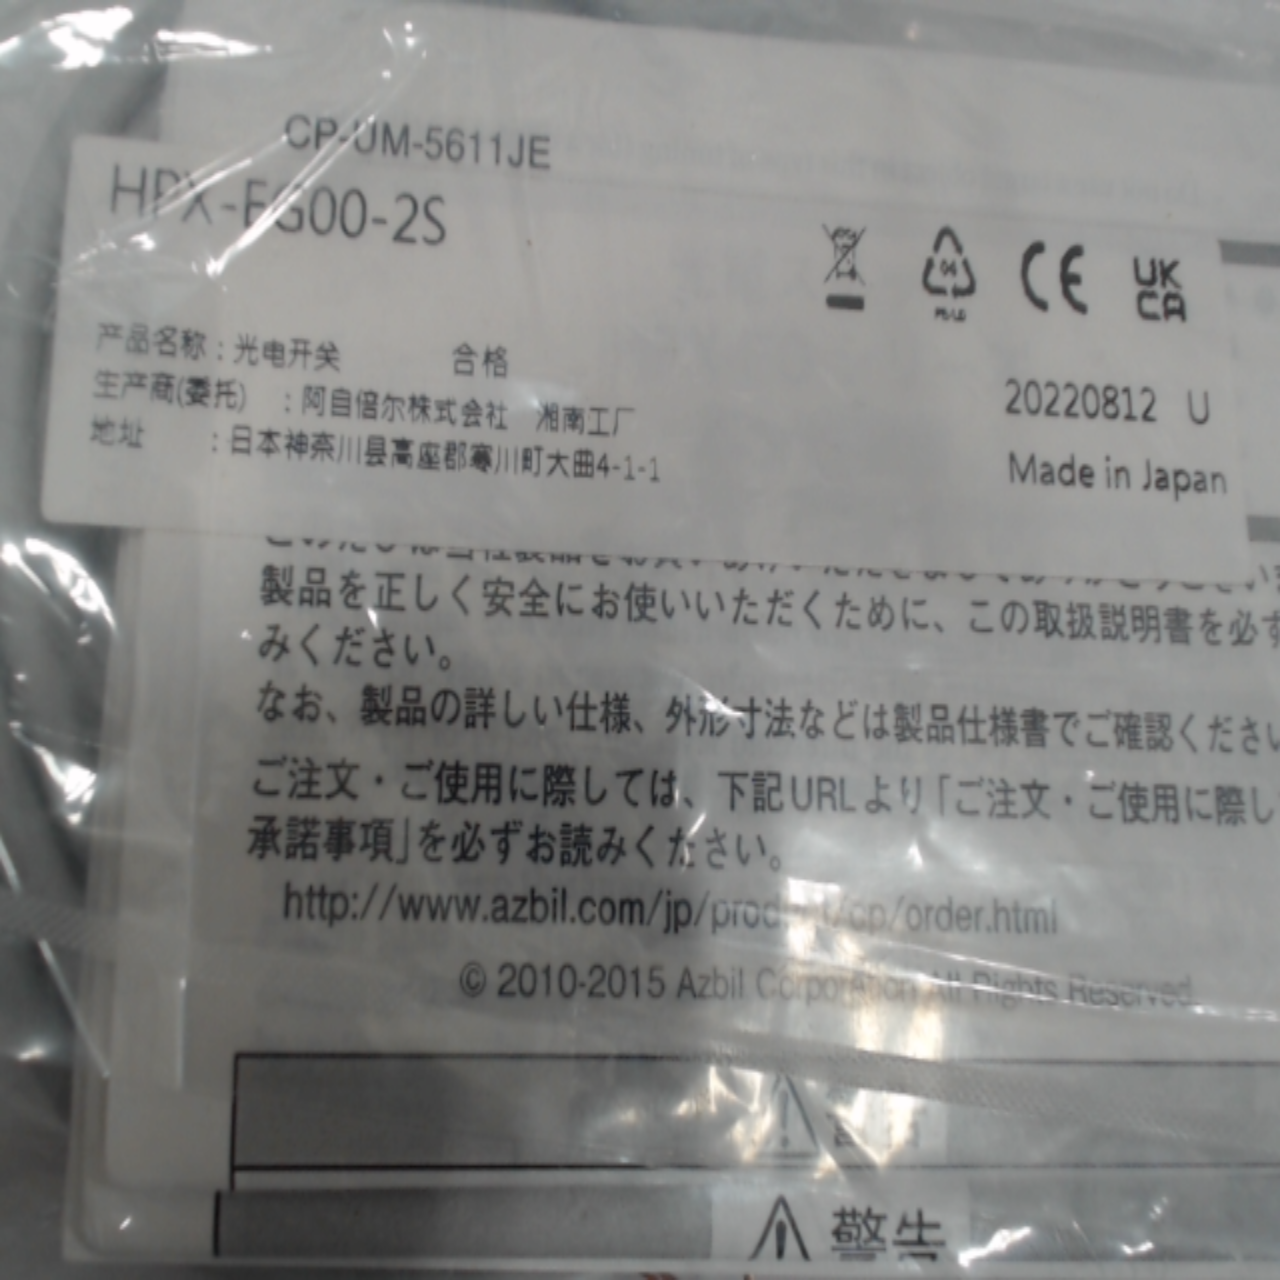 CP-UM-5611JE
HPX-EG00-2S
CE
UK
CA
产品名称：光电开关 合格
20220812 U
生产商(委托) ：阿自倍尔株式会社 湘南工厂
地址 ：日本神奈川县高座郡寒川町大曲4-1-1
Made in Japan
製品を正しく安全にお使いいただくために、この取扱説明書を必ず
みください。
なお、製品の詳しい仕様、外形寸法などは製品仕様書でご確認ください
ご注文・ご使用に際しては、下記URLより「ご注文・ご使用に際し
承諾事項」を必ずお読みください。
http://www.azbil.com/jp/product/cp/order.html
© 2010-2015 Azbil Corporation All Rights Reserved.
警告